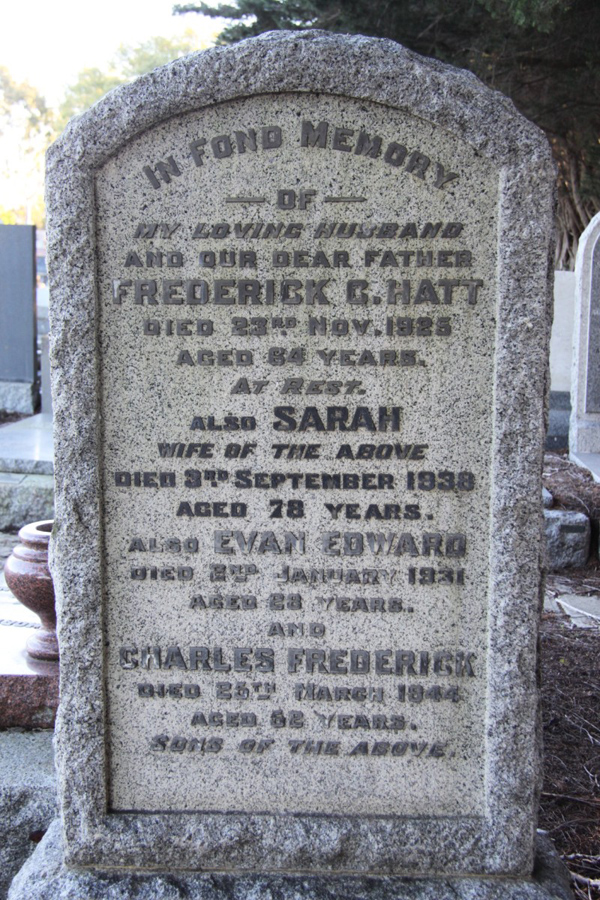 IN FOND MEMORY
— OF —
MY LOVING HUSBAND
AND OUR DEAR FATHER
FREDERICK G. HATT
DIED 23RD NOV. 1925
AGED 64 YEARS.
AT REST.
ALSO SARAH
WIFE OF THE ABOVE
DIED 3RD SEPTEMBER 1938
AGED 78 YEARS.
ALSO EVAN EDWARD
DIED 2ND JANUARY 1931
AGED 28 YEARS.
AND
CHARLES FREDERICK
DIED 25TH MARCH 1944
AGED 52 YEARS.
SONS OF THE ABOVE.